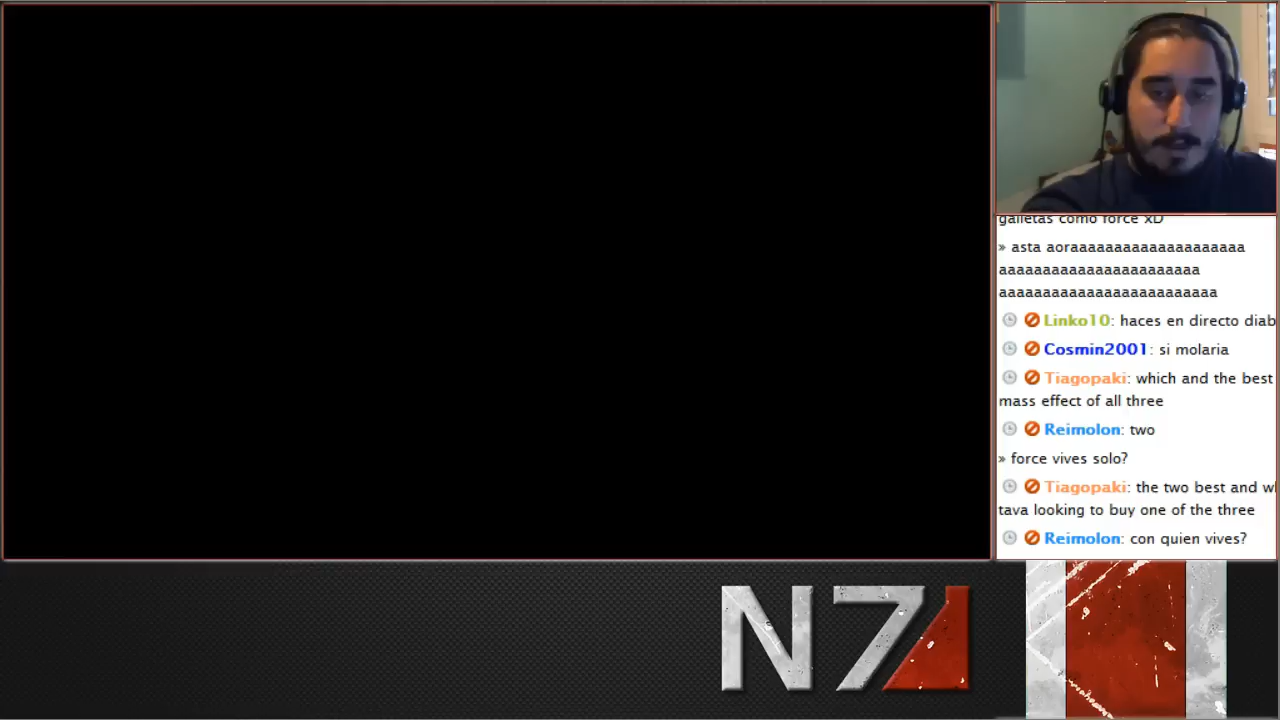 galletas como force xD
» asta aoraaaaaaaaaaaaaaaaaaaa
aaaaaaaaaaaaaaaaaaaaaaa
aaaaaaaaaaaaaaaaaaaaaaaaa
Linko10: haces en directo diab
Cosmin2001: si molaria
Tiagopaki: which and the best
mass effect of all three
Reimolon: two
» force vives solo?
Tiagopaki: the two best and
tava looking to buy one of the three
Reimolon: con quien vives?
N7